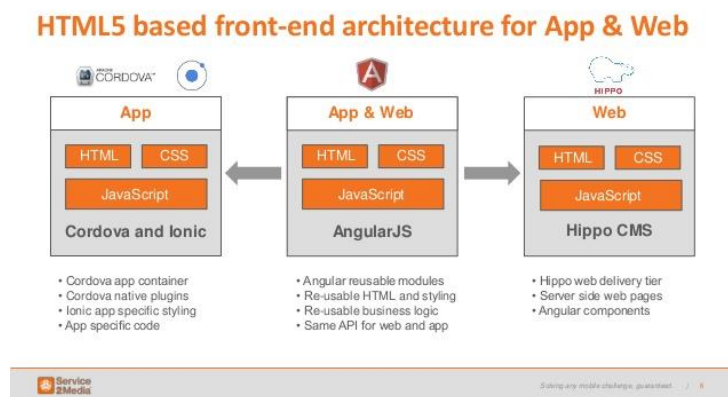 HTML5 based front-end architecture for App & Web
APACHE
CORDOVA™
HIPPO
App
App & Web
Web
HTML
CSS
JavaScript
Cordova and Ionic
HTML
CSS
JavaScript
AngularJS
HTML
CSS
JavaScript
Hippo CMS
• Cordova app container
• Cordova native plugins
• Ionic app specific styling
• App specific code
• Angular reusable modules
• Re-usable HTML and styling
• Re-usable business logic
• Same API for web and app
• Hippo web delivery tier
• Server side web pages
• Angular components
Service
2Media
Solving any mobile challenge, guaranteed. | 6